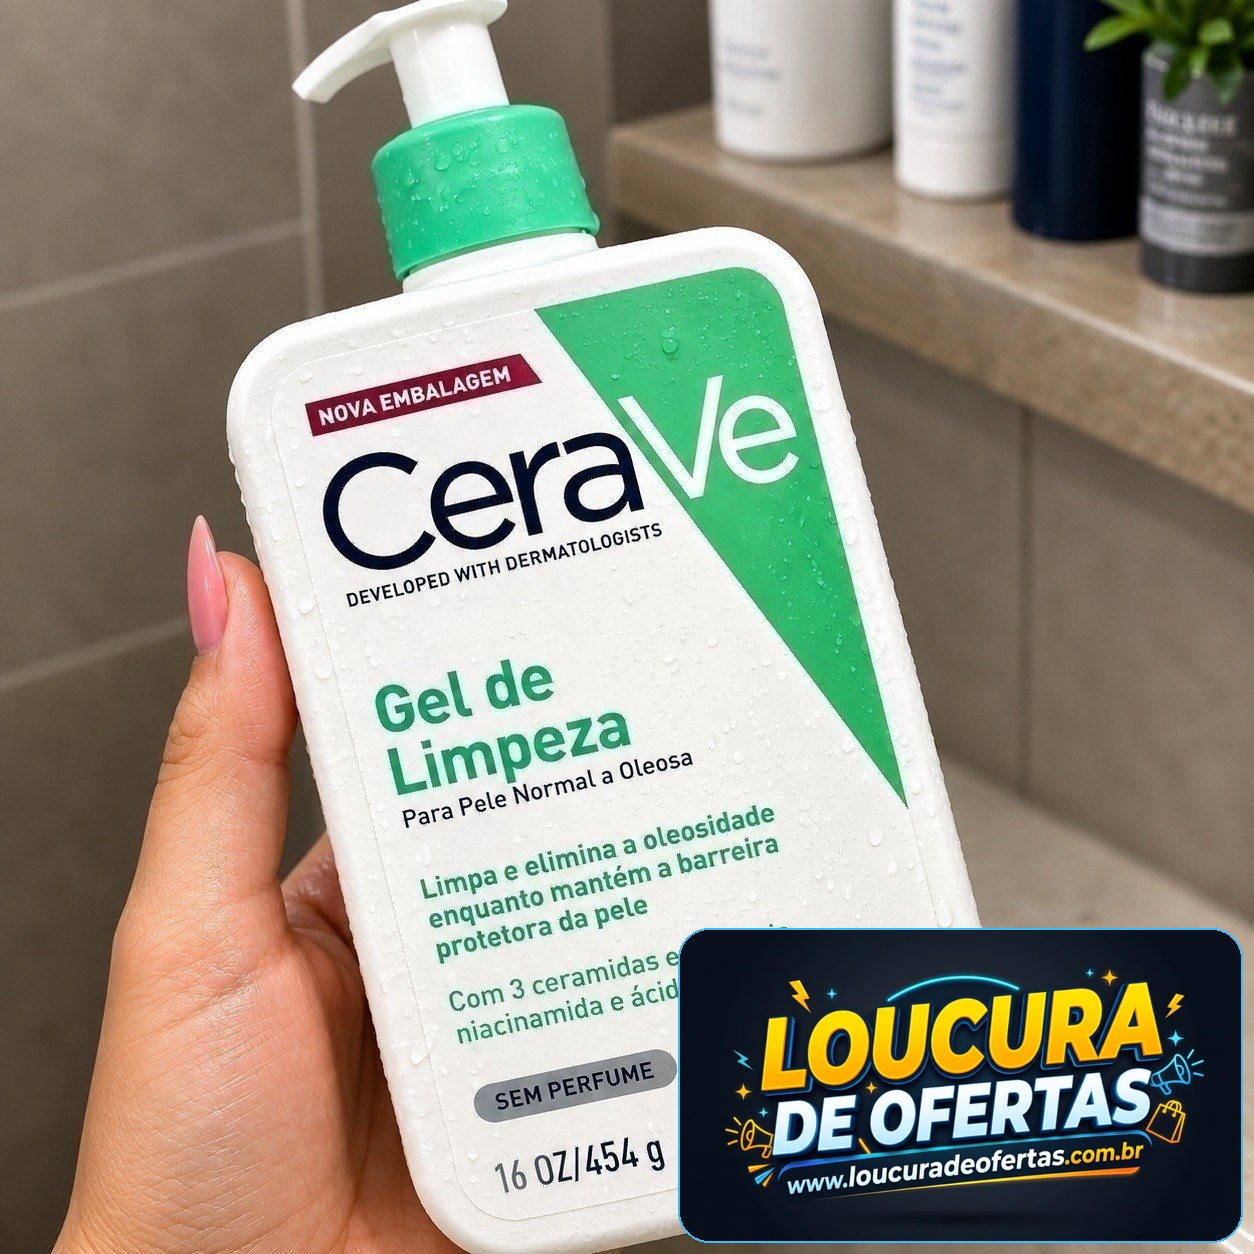 NOVA EMBALAGEM
CeraVe
DEVELOPED WITH DERMATOLOGISTS
Gel de
Limpeza
Para Pele Normal a Oleosa
Limpa e elimina a oleosidade
enquanto mantém a barreira
protetora da pele
Com 3 ceramidas
niacinamida e
SEM PERFUME
16 OZ/454 g
LOUCURA
DE OFERTAS
www.loucuradeofertas.com.br